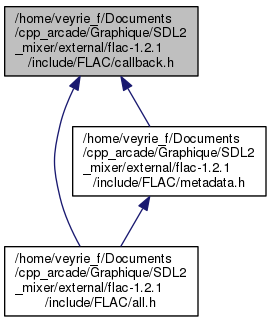 /home/veyrie_f/Documents
/cpp_arcade/Graphique/SDL2
_mixer/external/flac-1.2.1
/include/FLAC/callback.h
/home/veyrie_f/Documents
/cpp_arcade/Graphique/SDL2
_mixer/external/flac-1.2.1
/include/FLAC/metadata.h
/home/veyrie_f/Documents
/cpp_arcade/Graphique/SDL2
_mixer/external/flac-1.2.1
/include/FLAC/all.h